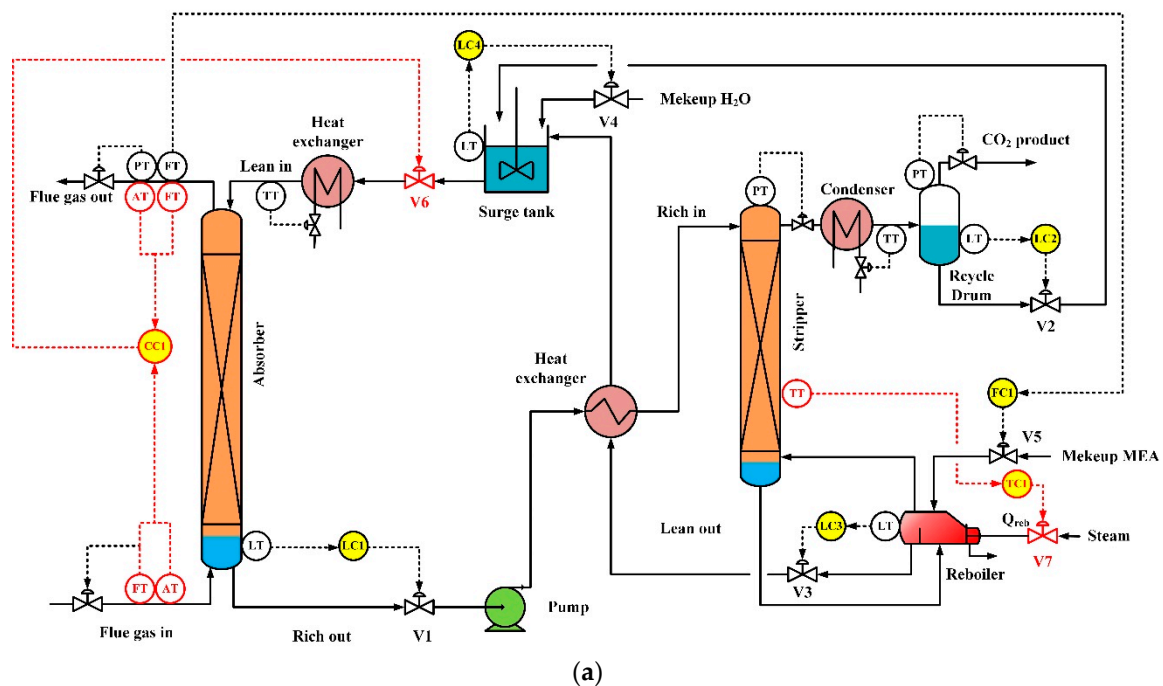 LC4
Mekeup H₂O
V4
CO₂ product
Heat
exchanger
PT
FT
LT
PT
Lean in
PT
Condenser
Flue gas out
AT
FT
TT
V6
Surge tank
Rich in
TT
LT
LC2
Recycle
Drum
V2
CC1
Absorber
Stripper
Heat
exchanger
TT
FC1
V5
Mekeup MEA
TC1
LT
LC1
Lean out
LC3
LT
Qreb
Steam
FT
AT
V3
Reboiler
V7
Pump
Flue gas in
Rich out
V1
(a)